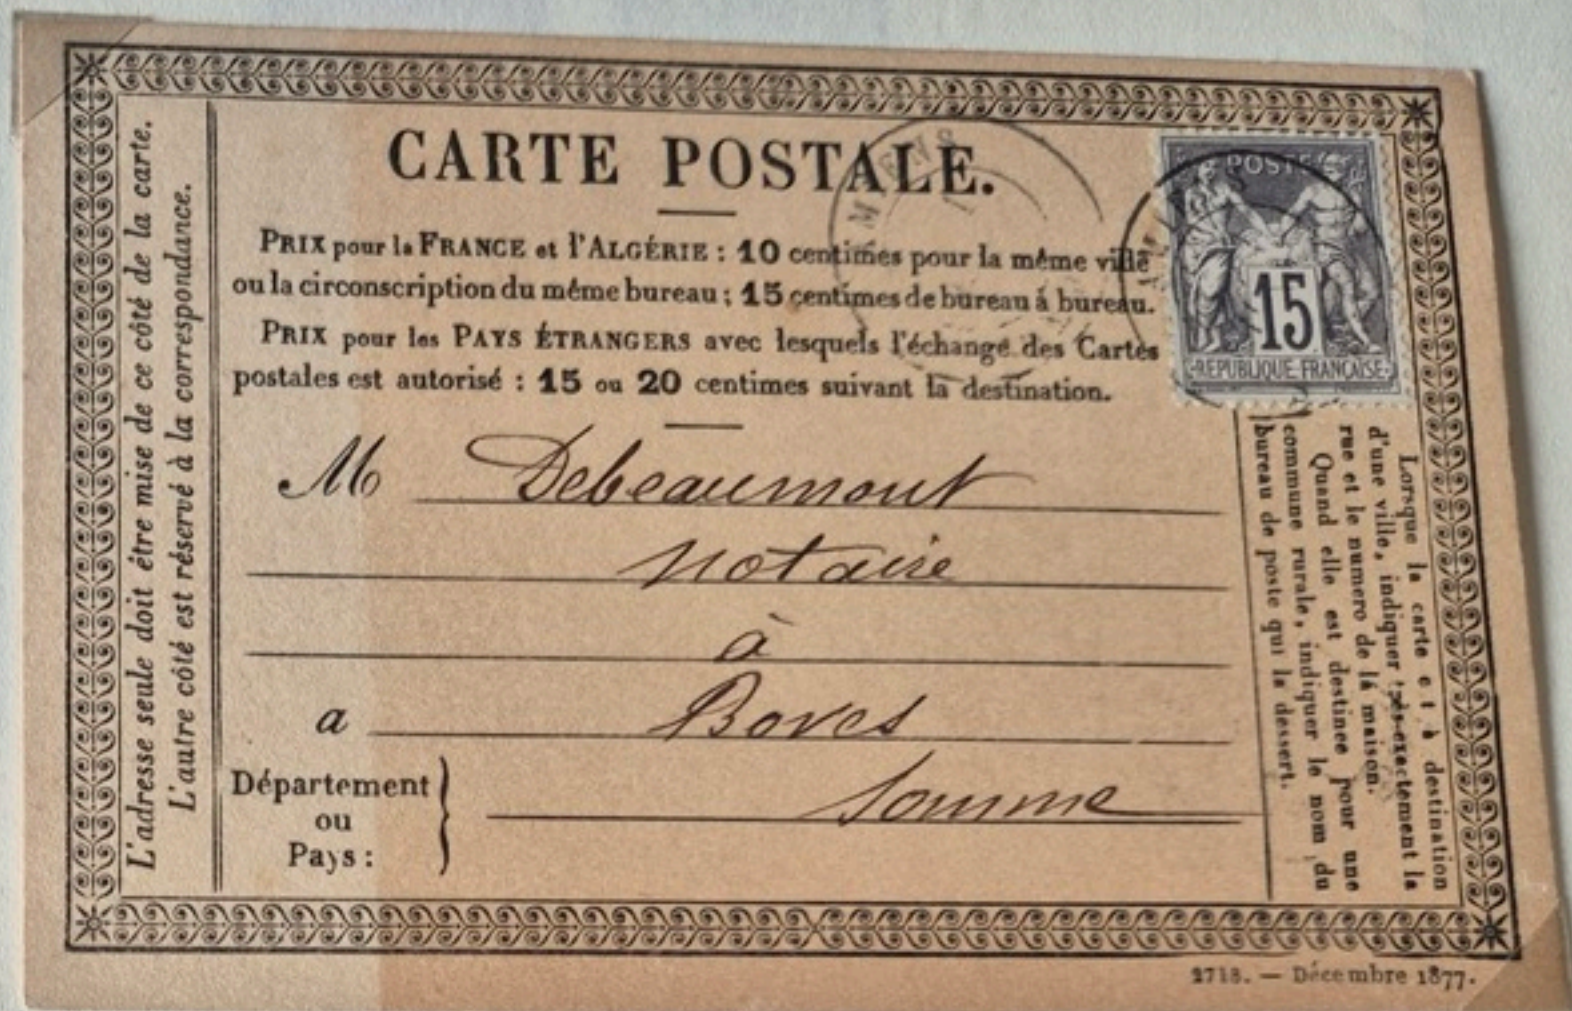 CARTE POSTALE.
PRIX pour la FRANCE et l'ALGÉRIE : 10 centimes pour la même ville
ou la circonscription du même bureau ; 15 centimes de bureau à bureau.
PRIX pour les PAYS ÉTRANGERS avec lesquels l'échange des Cartes
postales est autorisé : 15 ou 20 centimes suivant la destination.
M Debeaumont
notaire
à
a Boves
Département
ou
Pays :
Somme
L'adresse seule doit être mise de ce côté de la carte.
L'autre côté est réservé à la correspondance.
POSTE
15
REPUBLIQUE FRANÇAISE
Lorsque la carte e t à destination
d'une ville, indiquer très-exactement la
rue et le numero de la maison.
Quand elle est destinee pour une
commune rurale, indiquer le nom du
bureau de poste qui la dessert.
2718. — Décembre 1877.